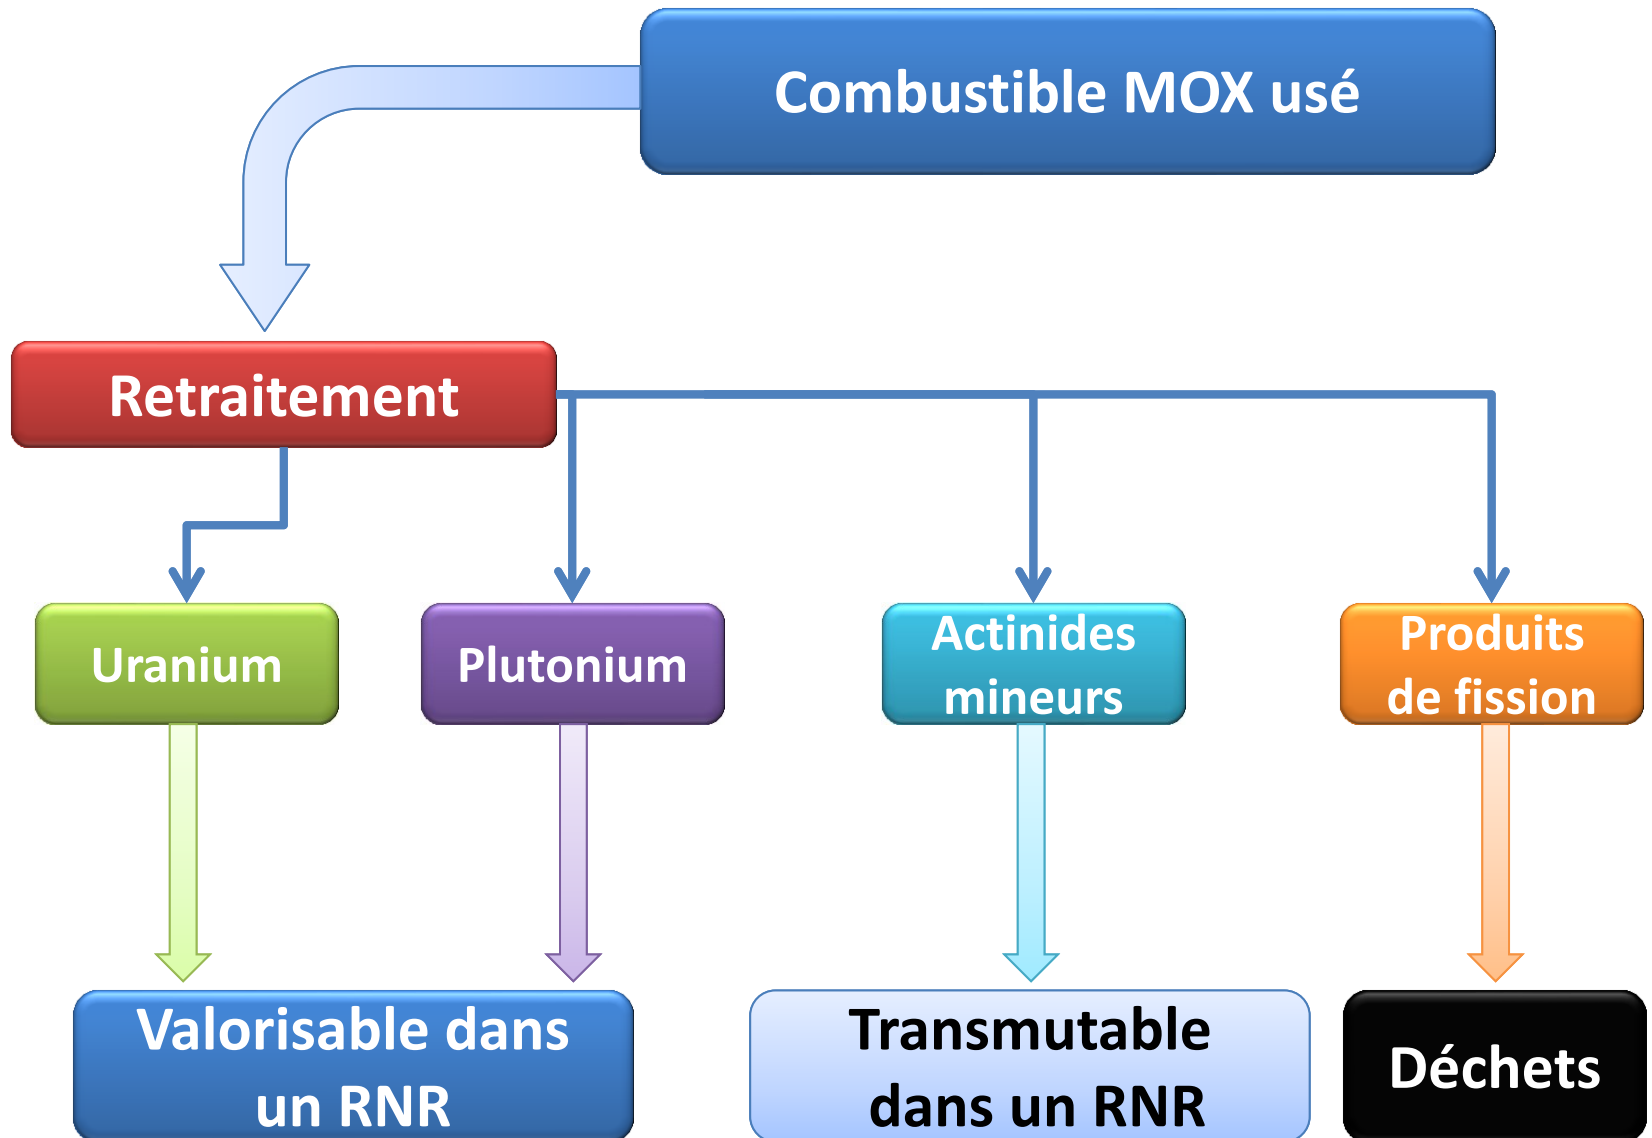 Combustible MOX usé
Retraitement
Uranium
Plutonium
Actinides
mineurs
Produits
de fission
Valorisable dans
un RNR
Transmutable
dans un RNR
Déchets